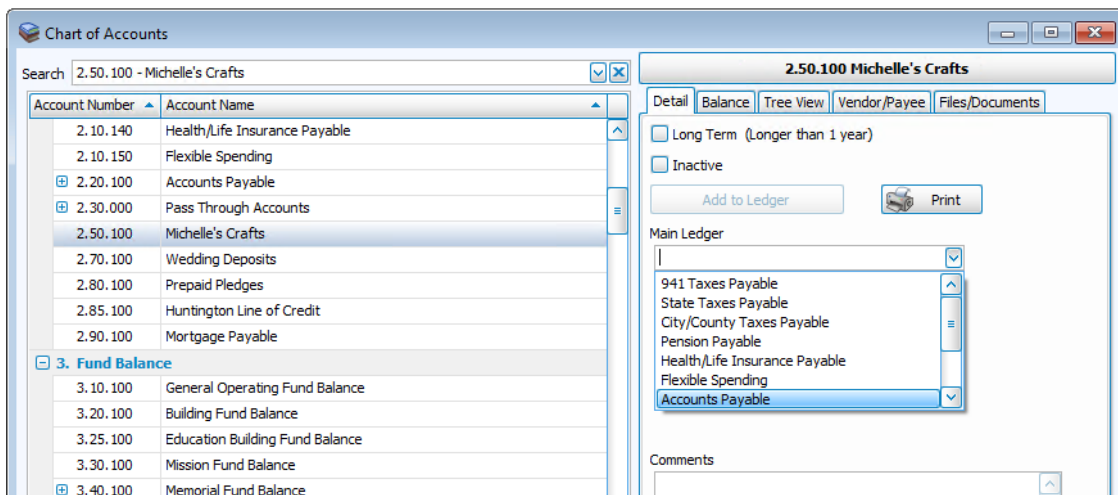 Chart of Accounts
Search 2.50.100 - Michelle's Crafts
Account Number Account Name
2.10.140 Health/Life Insurance Payable
2.10.150 Flexible Spending
2.20.100 Accounts Payable
2.30.000 Pass Through Accounts
2.50.100 Michelle's Crafts
2.70.100 Wedding Deposits
2.80.100 Prepaid Pledges
2.85.100 Huntington Line of Credit
2.90.100 Mortgage Payable
3. Fund Balance
3.10.100 General Operating Fund Balance
3.20.100 Building Fund Balance
3.25.100 Education Building Fund Balance
3.30.100 Mission Fund Balance
3.40.100 Memorial Fund Balance
2.50.100 Michelle's Crafts
Detail Balance Tree View Vendor/Payee Files/Documents
Long Term (Longer than 1 year)
Inactive
Add to Ledger Print
Main Ledger
941 Taxes Payable
State Taxes Payable
City/County Taxes Payable
Pension Payable
Health/Life Insurance Payable
Flexible Spending
Accounts Payable
Comments